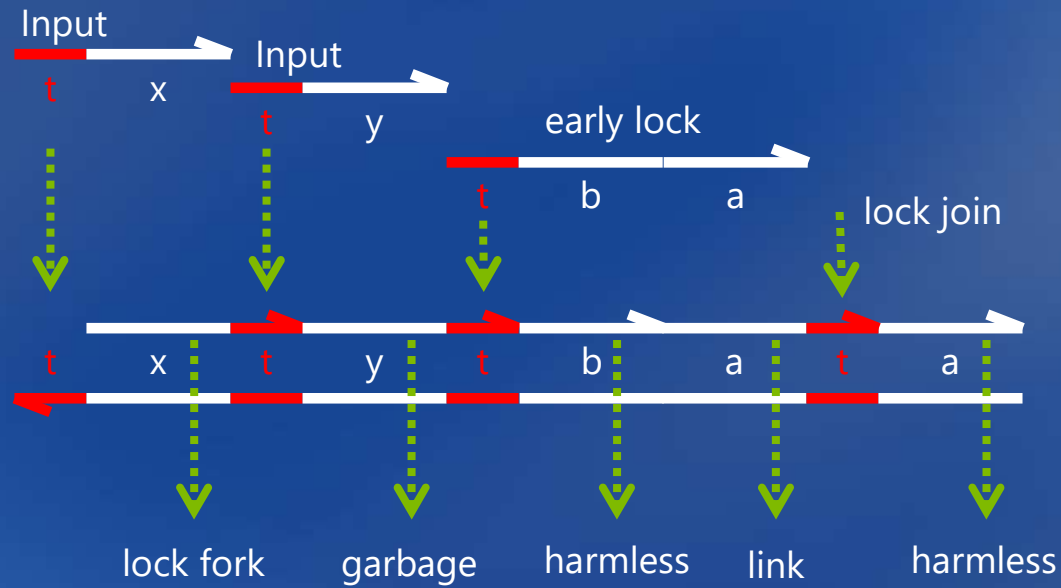 Input
t x
Input
t y
early lock
t b a
lock join
t x t y t b a t a
lock fork garbage harmless link harmless